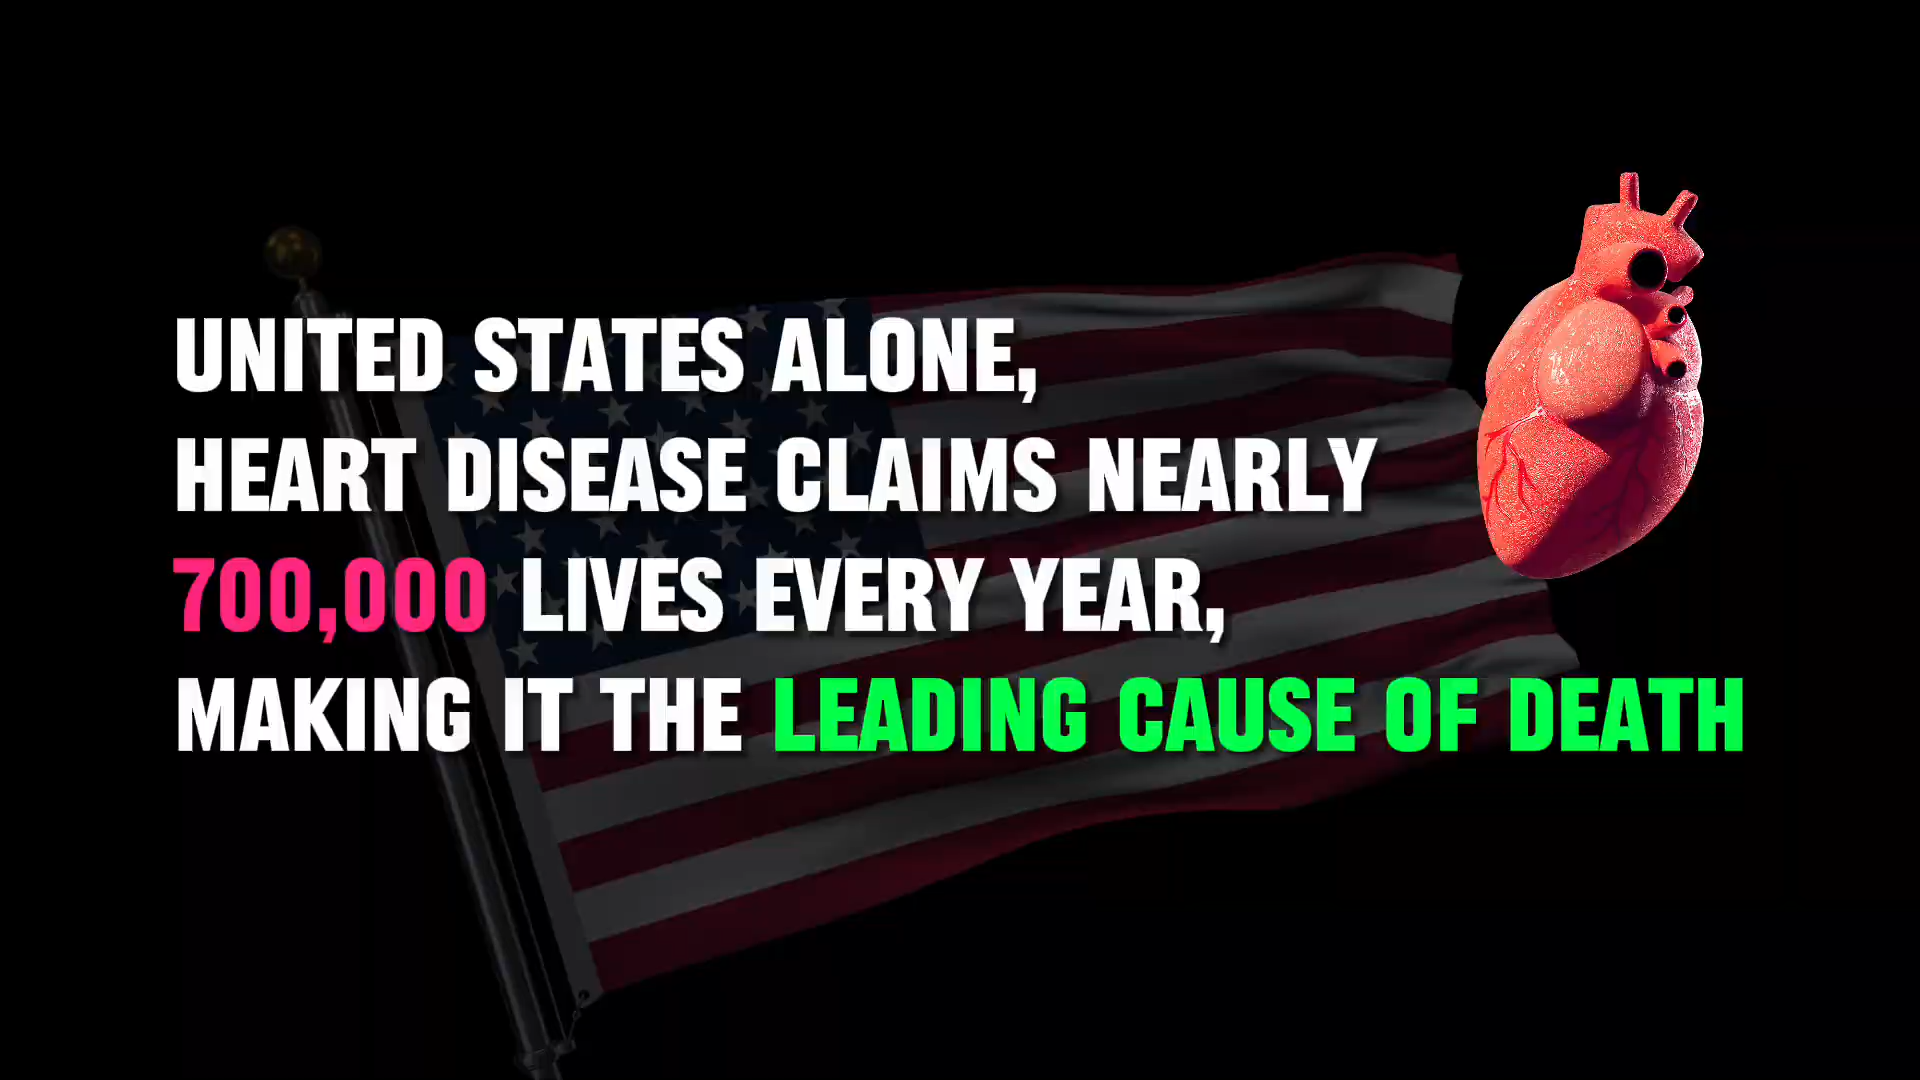 UNITED STATES ALONE,
HEART DISEASE CLAIMS NEARLY
700,000 LIVES EVERY YEAR,
MAKING IT THE LEADING CAUSE OF DEATH